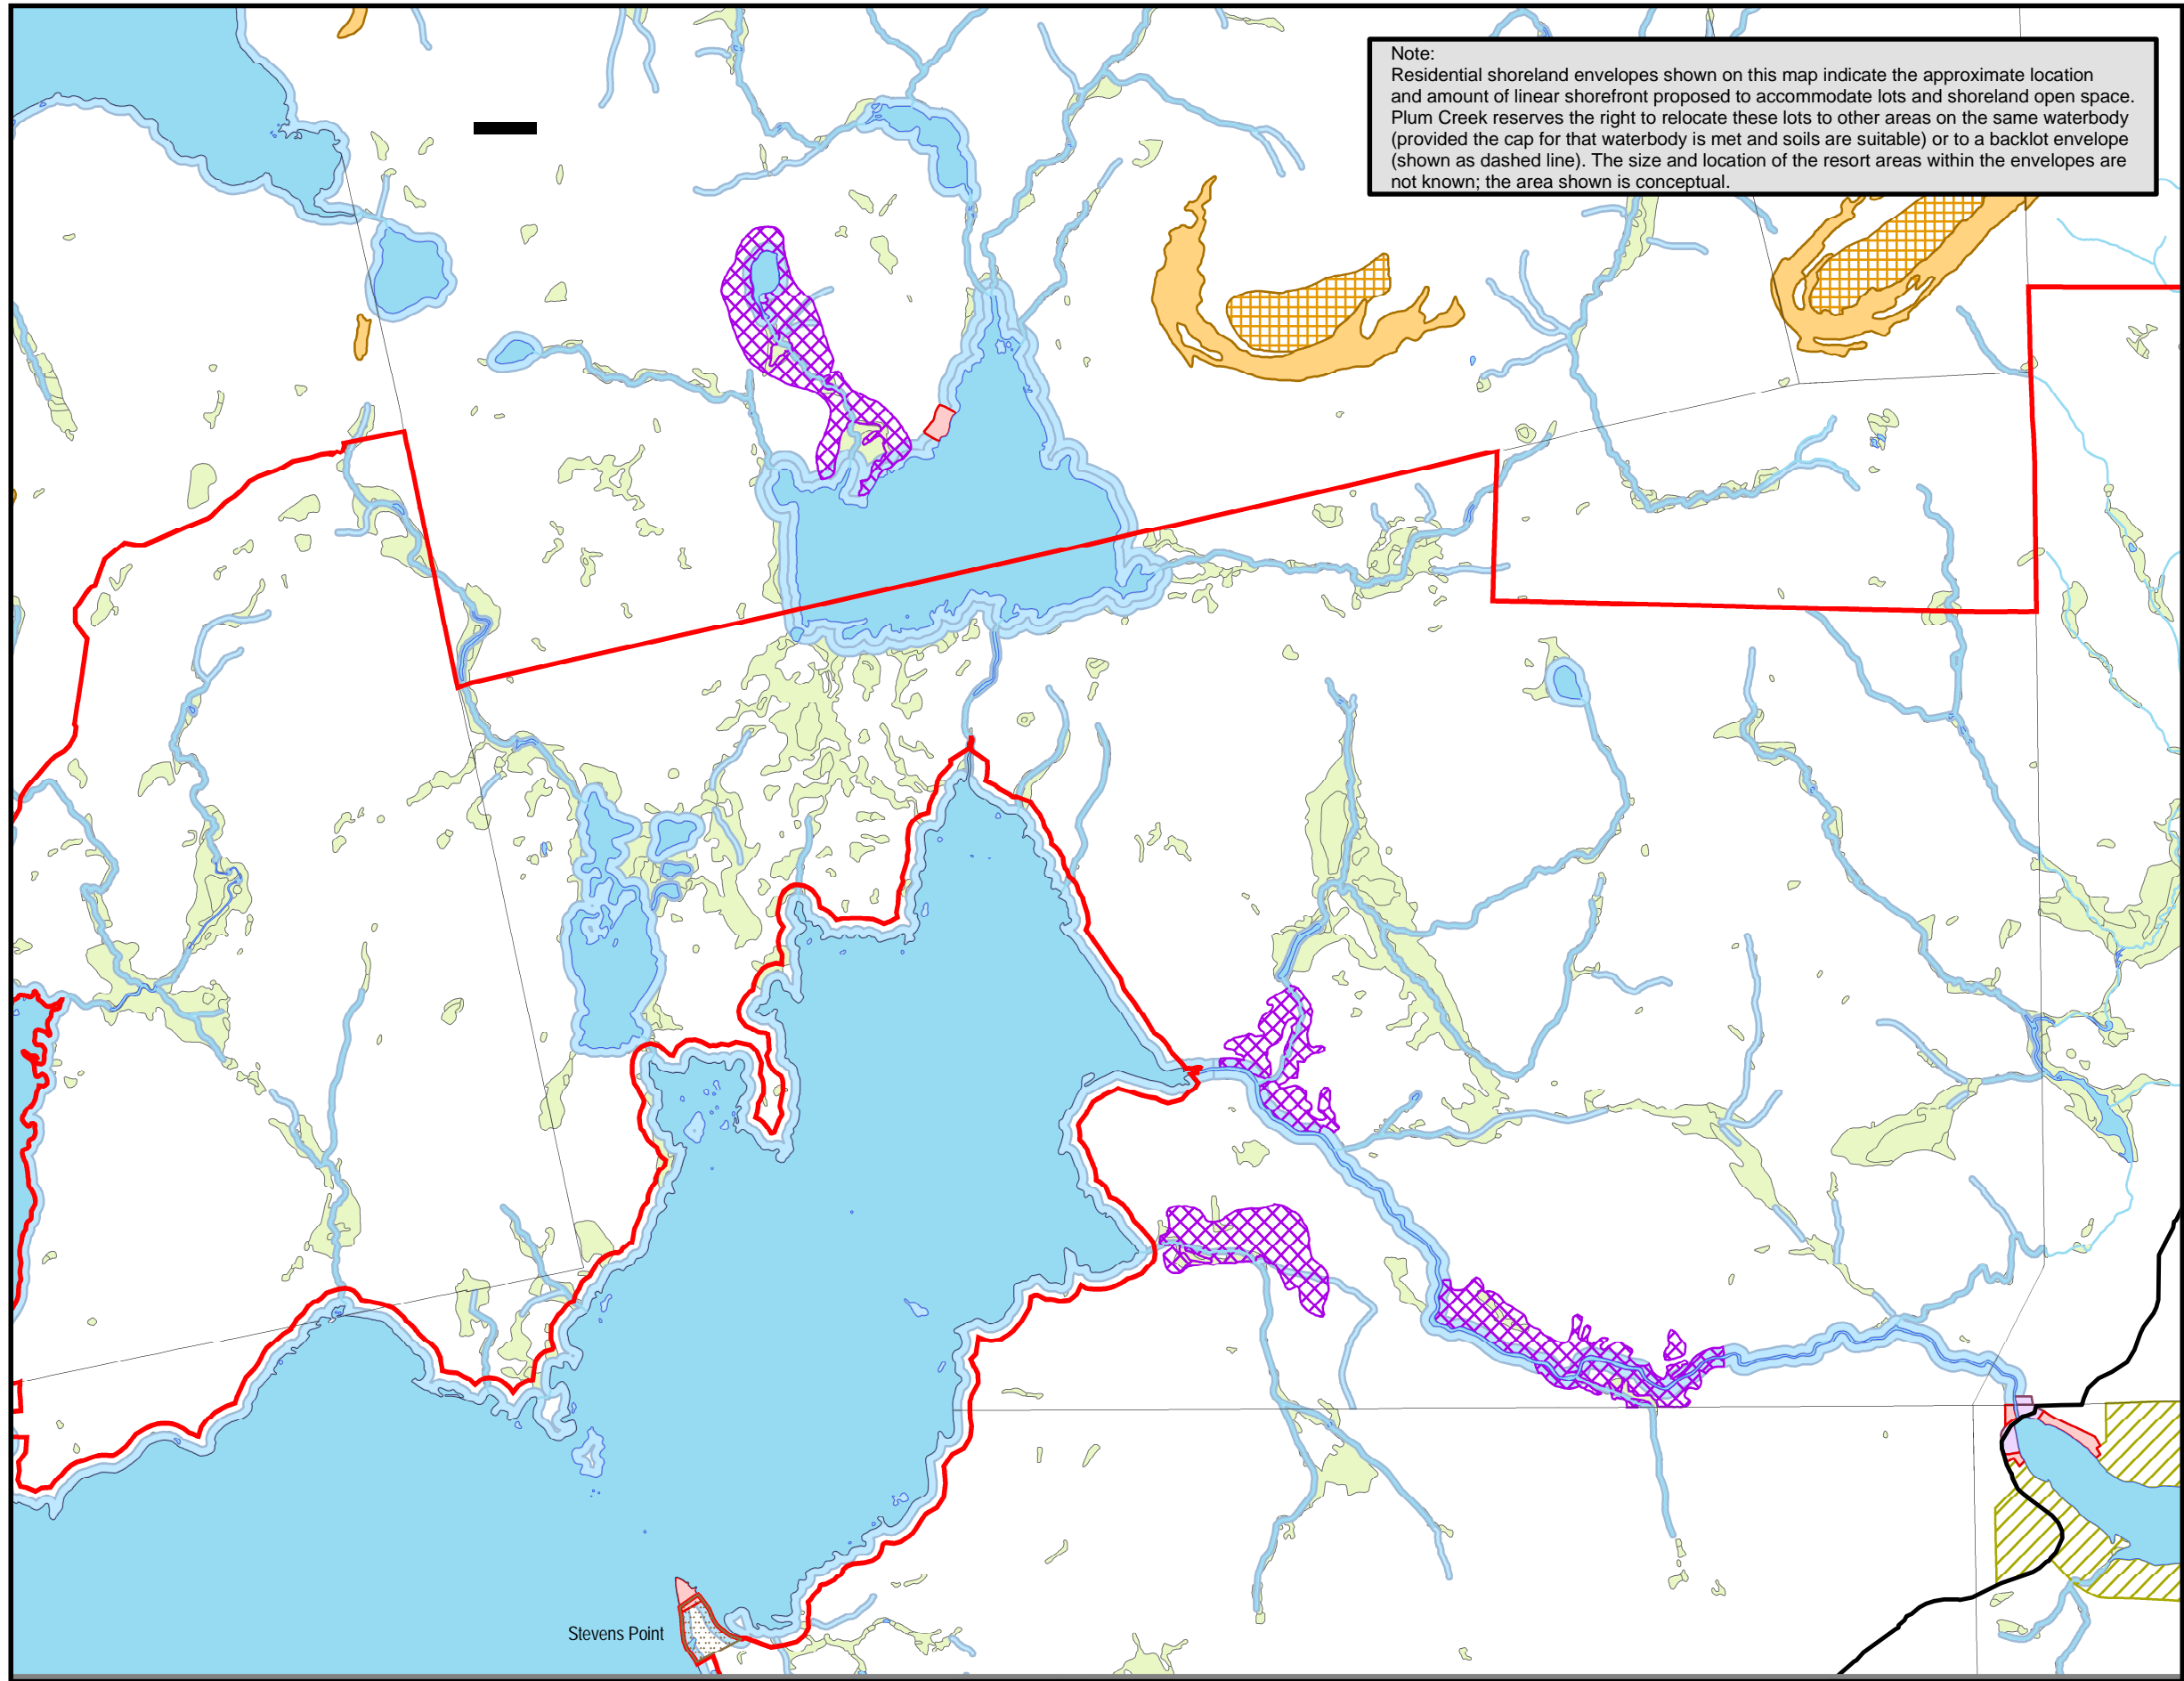 Note:
Residential shoreland envelopes shown on this map indicate the approximate location
and amount of linear shorefront proposed to accommodate lots and shoreland open space.
Plum Creek reserves the right to relocate these lots to other areas on the same waterbody
(provided the cap for that waterbody is met and soils are suitable) or to a backlot envelope
(shown as dashed line). The size and location of the resort areas within the envelopes are
not known; the area shown is conceptual.
Stevens Point